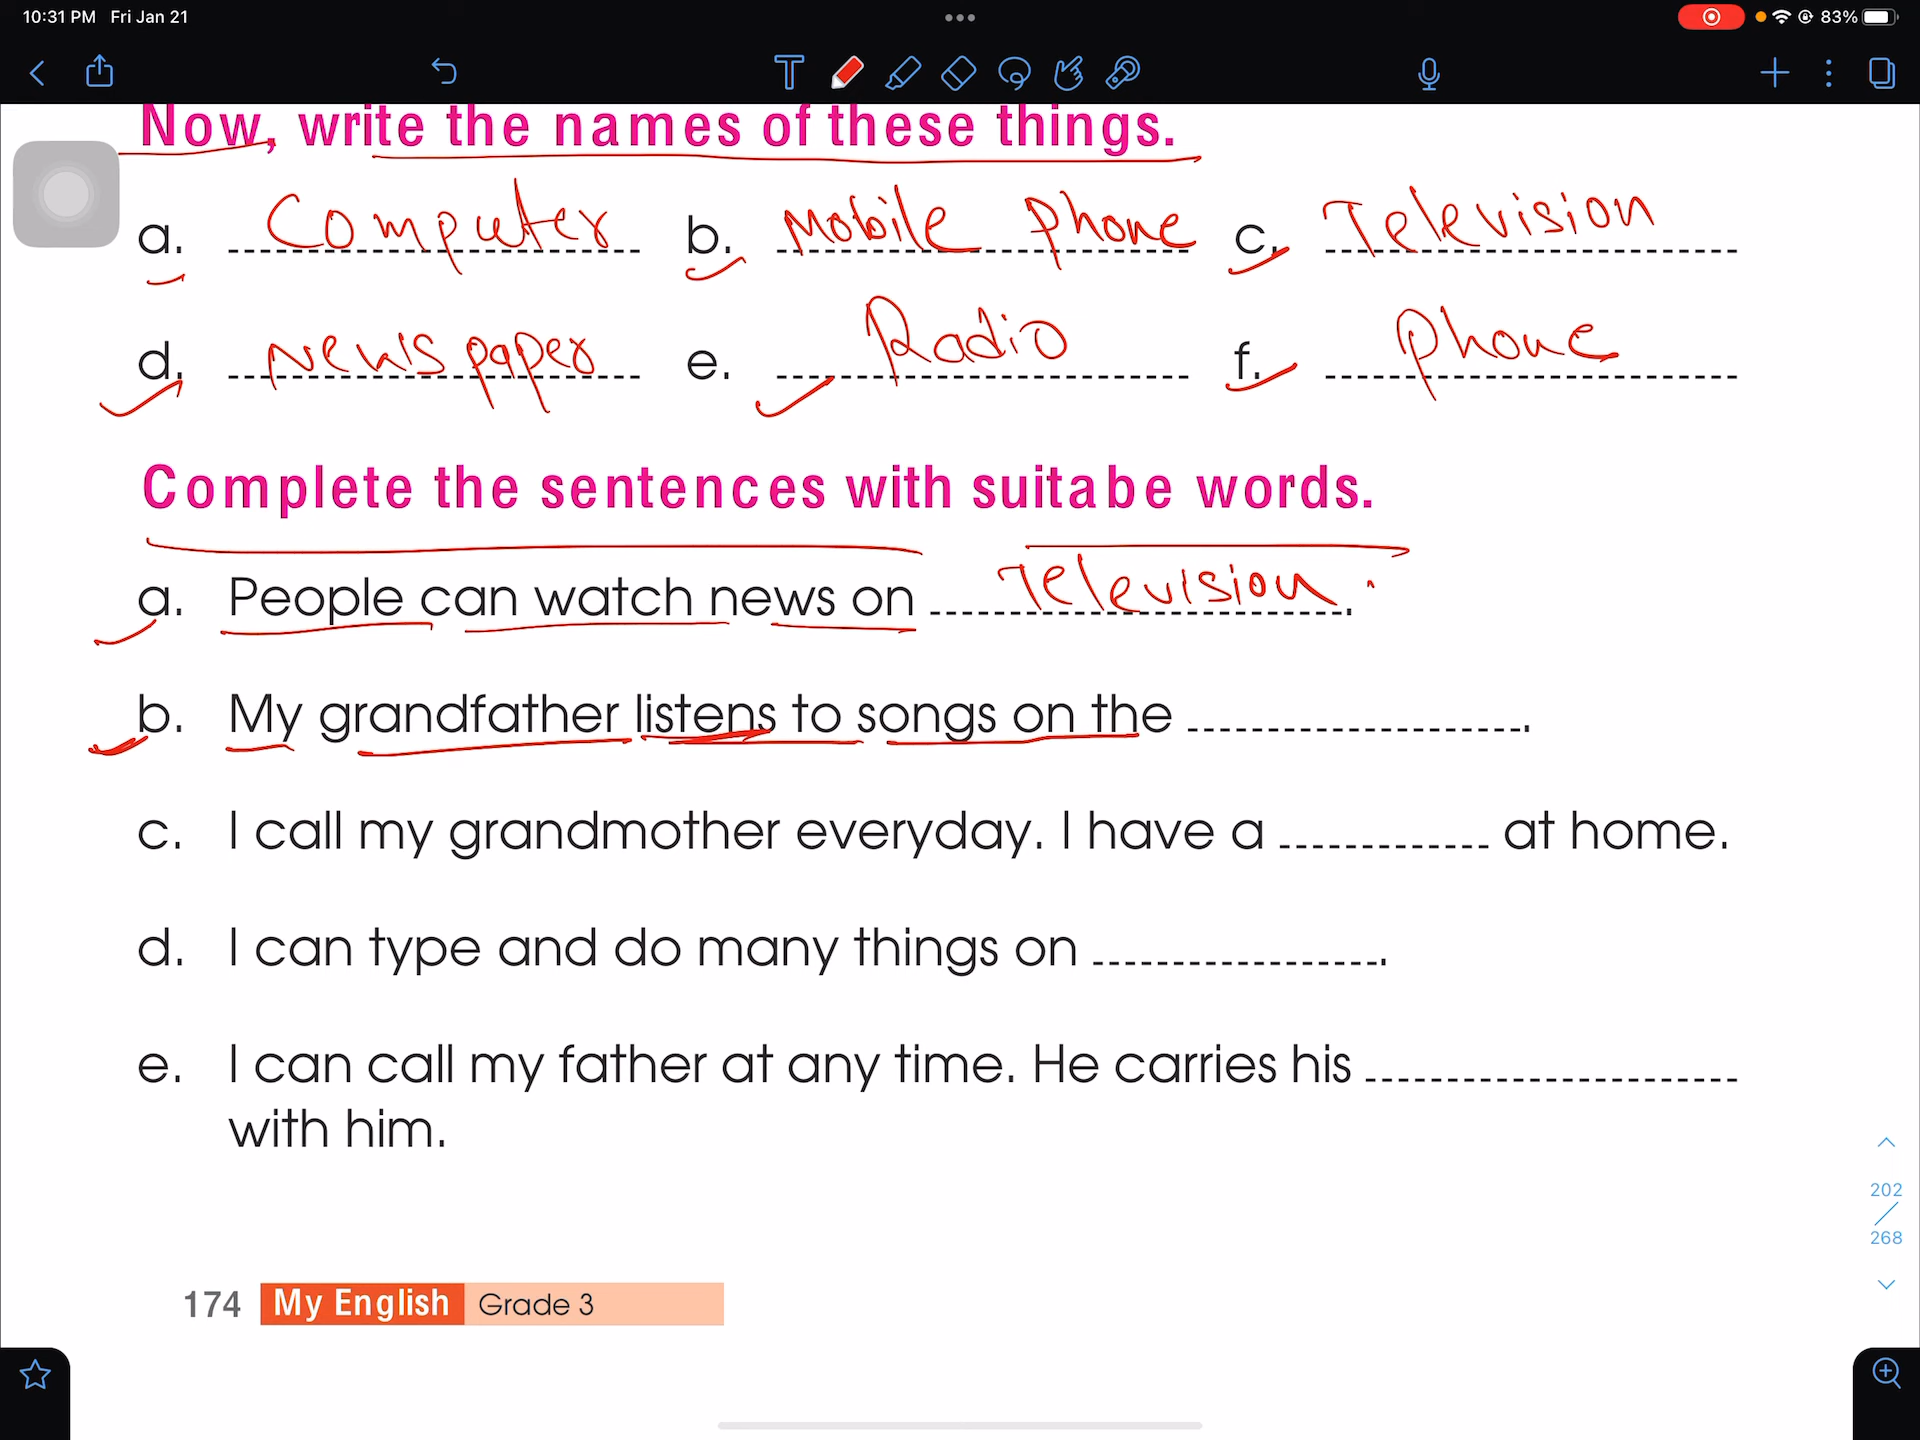 10:31 PM Fri Jan 21
83%
Now, write the names of these things.
a. Computer b. Mobile phone c. Television
d. Newspaper e. Radio f. phone
Complete the sentences with suitabe words.
a. People can watch news on Television.
b. My grandfather listens to songs on the ....................
c. I call my grandmother everyday. I have a ............. at home.
d. I can type and do many things on ...................
e. I can call my father at any time. He carries his .......................
with him.
202
/
268
174 My English Grade 3